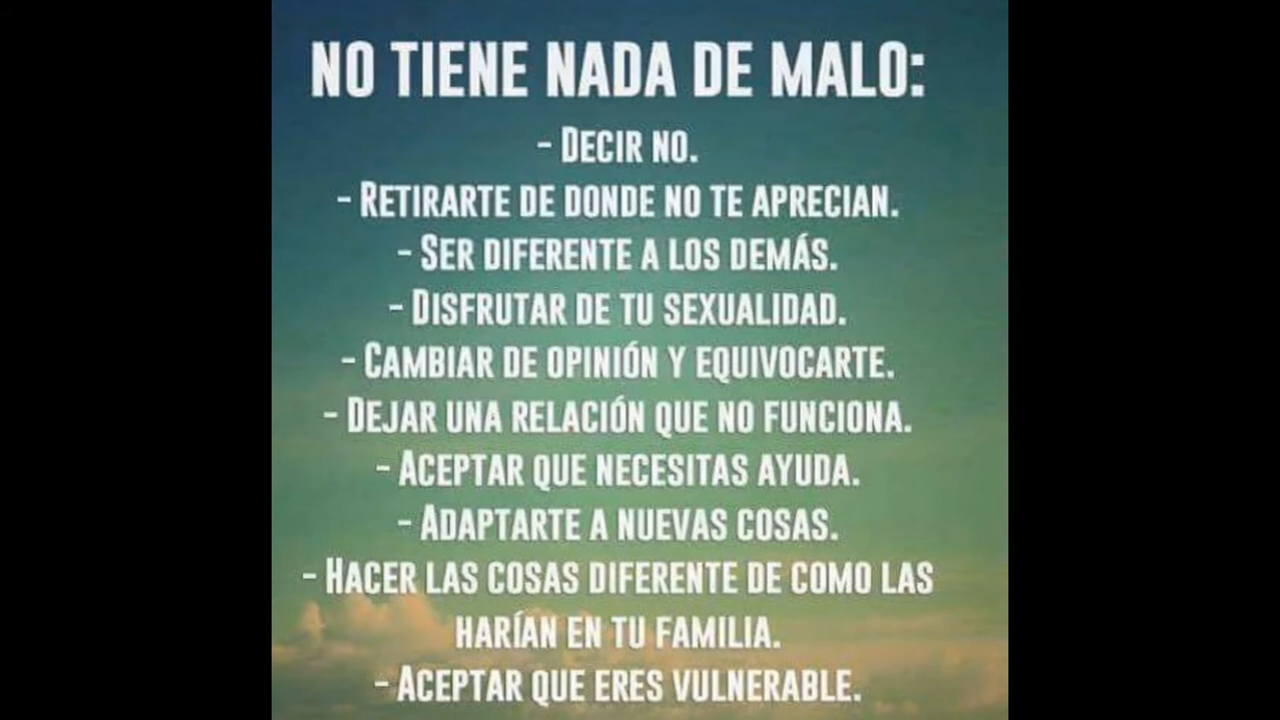 NO TIENE NADA DE MALO:
- DECIR NO.
- RETIRARTE DE DONDE NO TE APRECIAN.
- SER DIFERENTE A LOS DEMÁS.
- DISFRUTAR DE TU SEXUALIDAD.
- CAMBIAR DE OPINIÓN Y EQUIVOCARTE.
- DEJAR UNA RELACIÓN QUE NO FUNCIONA.
- ACEPTAR QUE NECESITAS AYUDA.
- ADAPTARTE A NUEVAS COSAS.
- HACER LAS COSAS DIFERENTE DE COMO LAS
HARÍAN EN TU FAMILIA.
- ACEPTAR QUE ERES VULNERABLE.